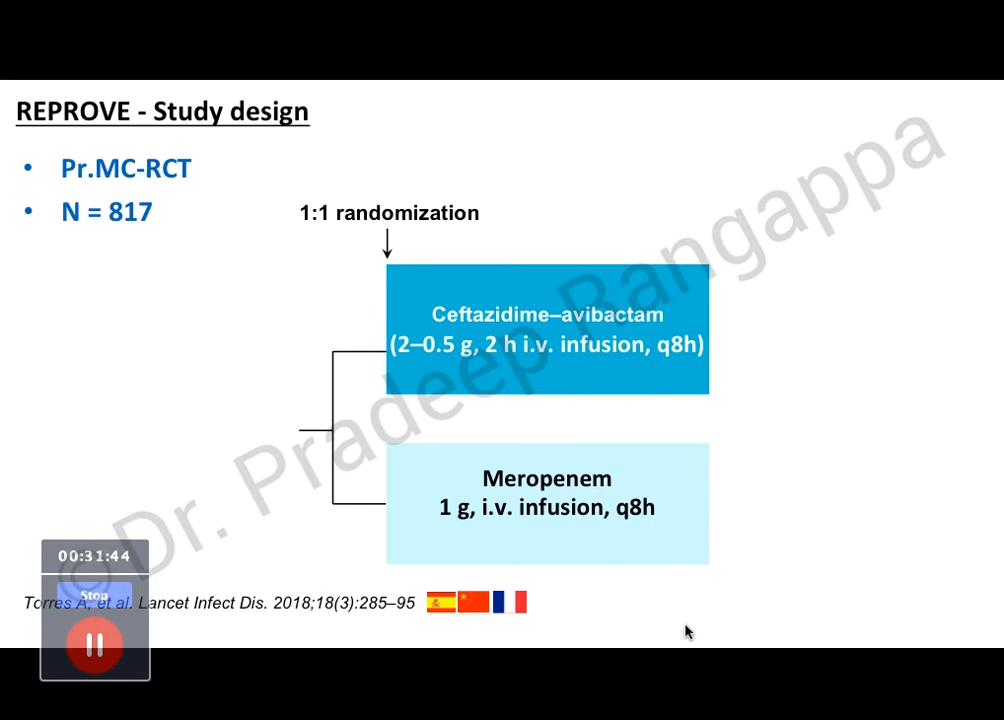 REPROVE - Study design
• Pr.MC-RCT
• N = 817
1:1 randomization
Ceftazidime–avibactam
(2–0.5 g, 2 h i.v. infusion, q8h)
Meropenem
1 g, i.v. infusion, q8h
© Dr. Pradeep Rangappa
00:31:44
Stop
Torres A, et al. Lancet Infect Dis. 2018;18(3):285–95